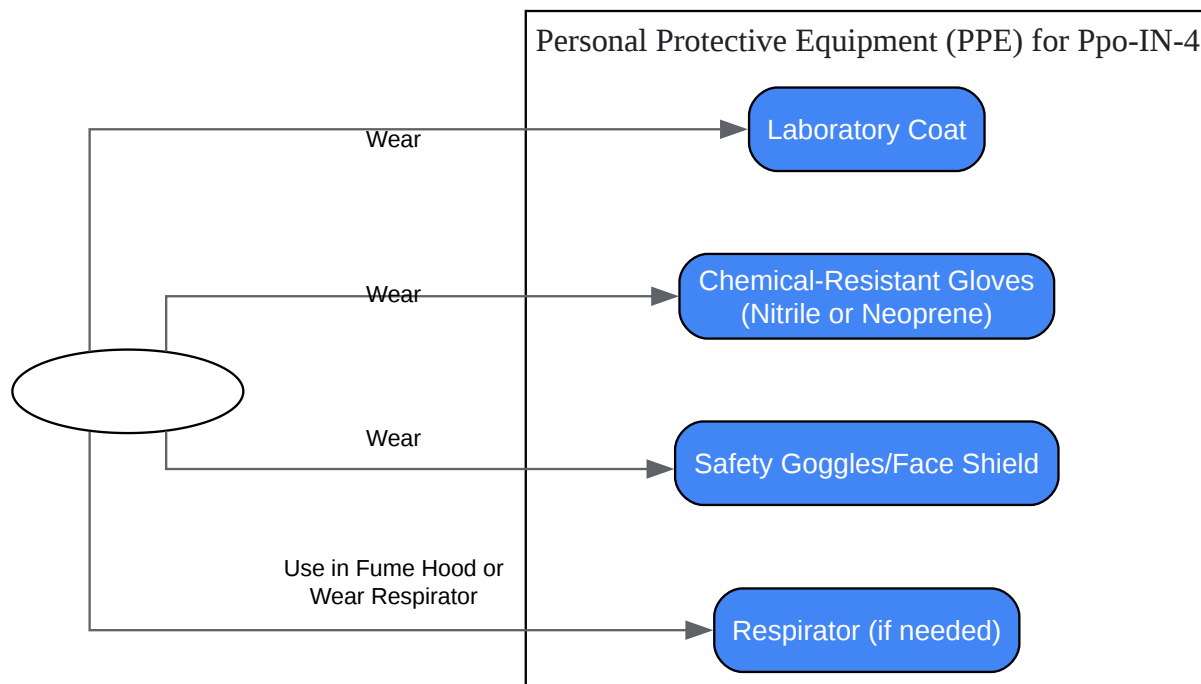 Personal Protective Equipment (PPE) for Ppo-IN-4
Wear
Laboratory Coat
Wear
Chemical-Resistant Gloves
(Nitrile or Neoprene)
Wear
Safety Goggles/Face Shield
Use in Fume Hood or
Wear Respirator
Respirator (if needed)